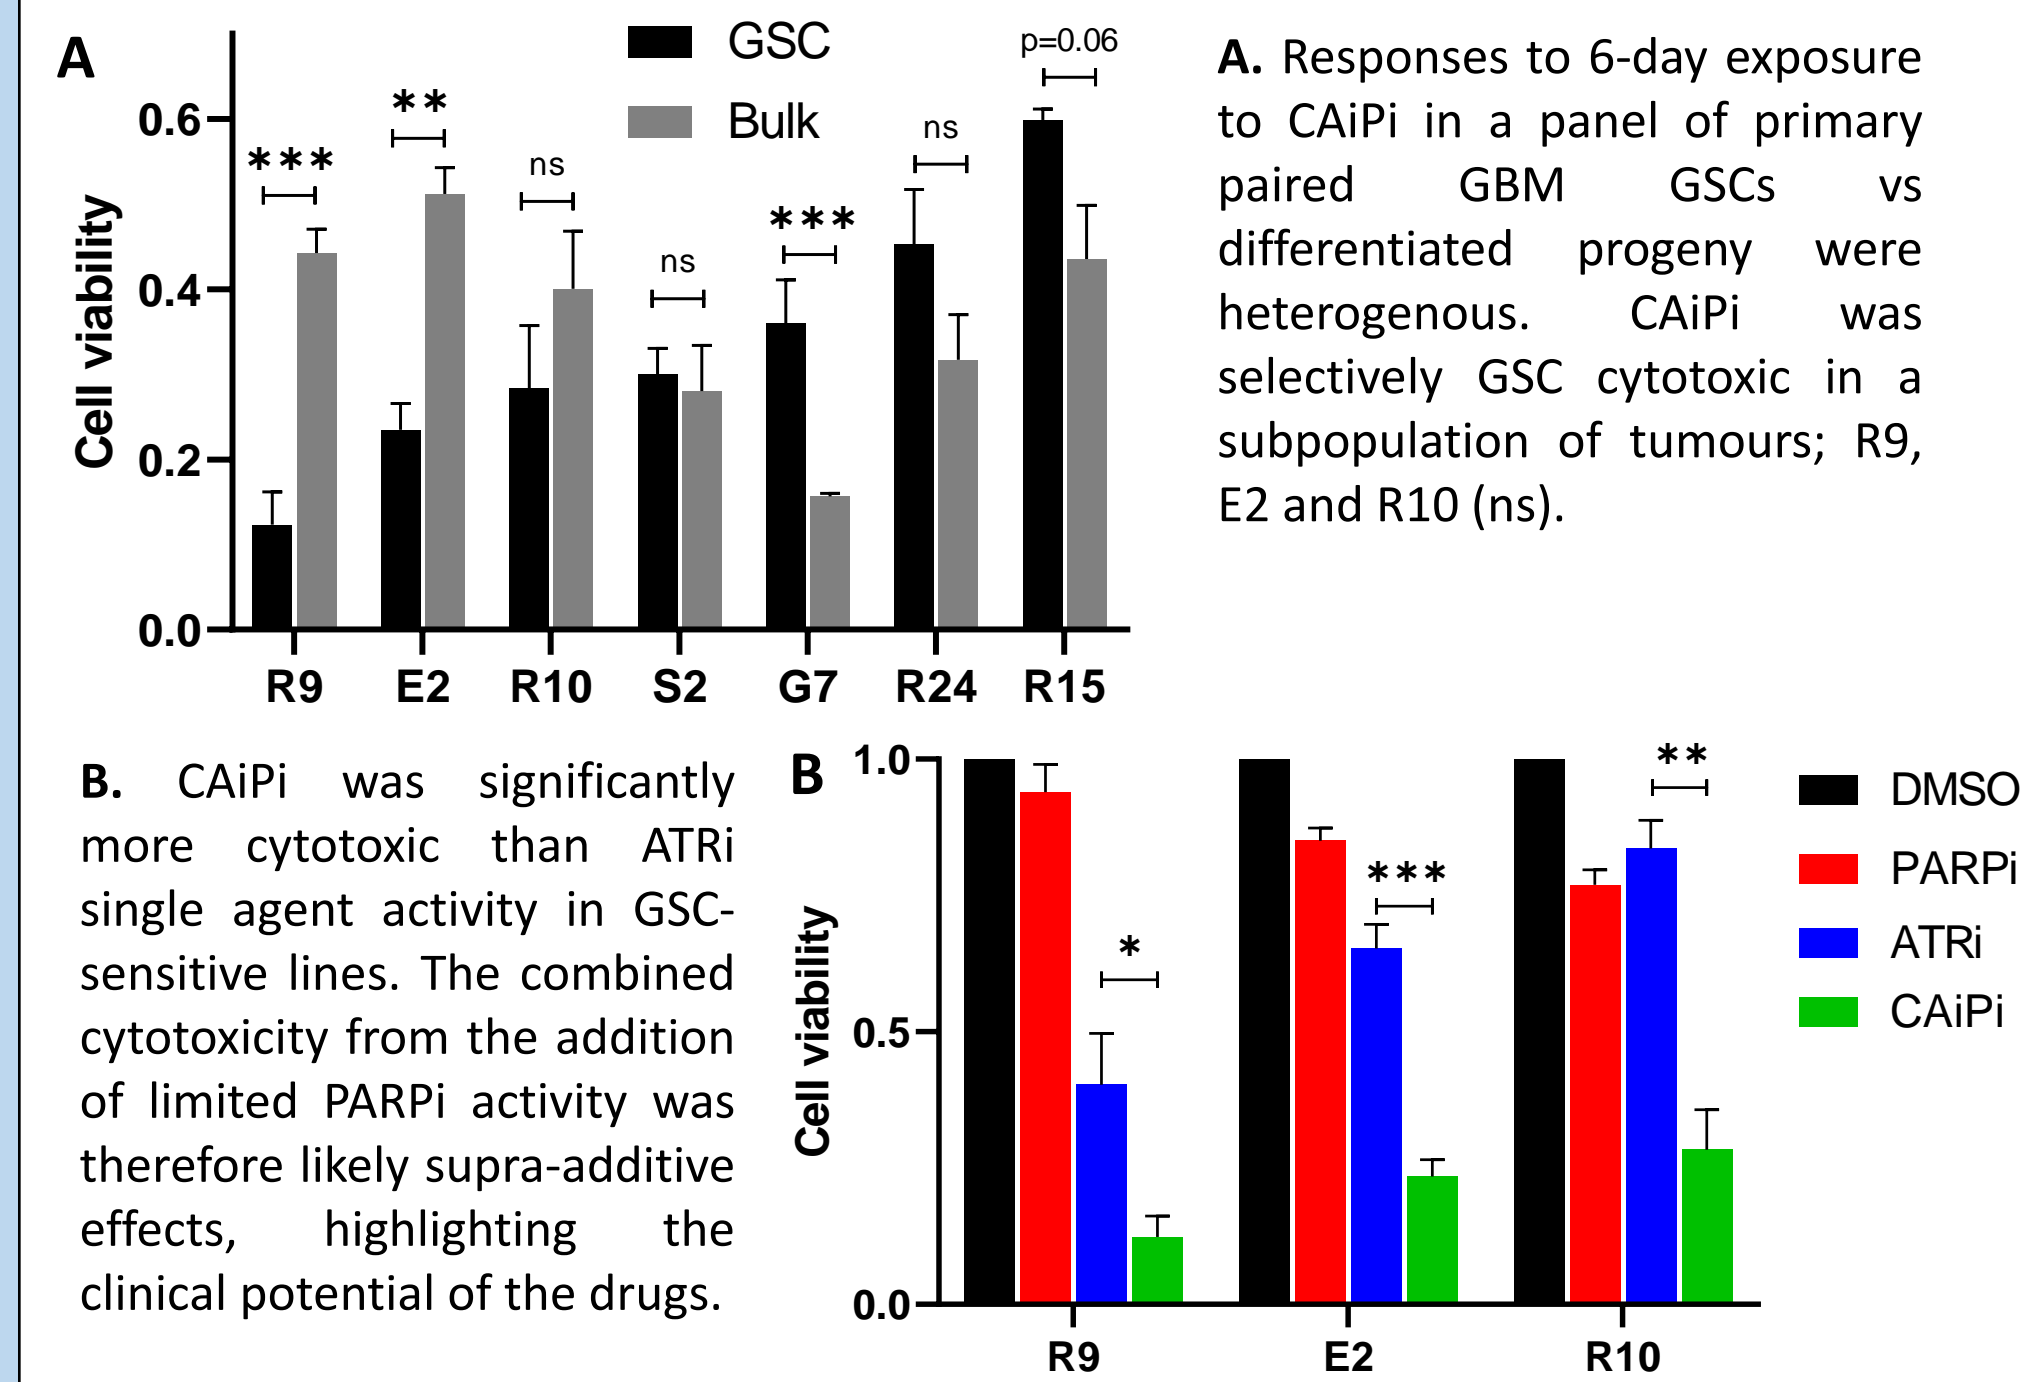 A
GSC
Bulk
Cell viability
0.6
0.4
0.2
0.0
***
**
ns
ns
***
ns
p=0.06
R9 E2 R10 S2 G7 R24 R15
A. Responses to 6-day exposure
to CAiPi in a panel of primary
paired GBM GSCs vs
differentiated progeny were
heterogenous. CAiPi was
selectively GSC cytotoxic in a
subpopulation of tumours; R9,
E2 and R10 (ns).
B. CAiPi was significantly
more cytotoxic than ATRi
single agent activity in GSC-
sensitive lines. The combined
cytotoxicity from the addition
of limited PARPi activity was
therefore likely supra-additive
effects, highlighting the
clinical potential of the drugs.
B
Cell viability
1.0
0.5
0.0
*
***
**
R9 E2 R10
DMSO
PARPi
ATRi
CAiPi